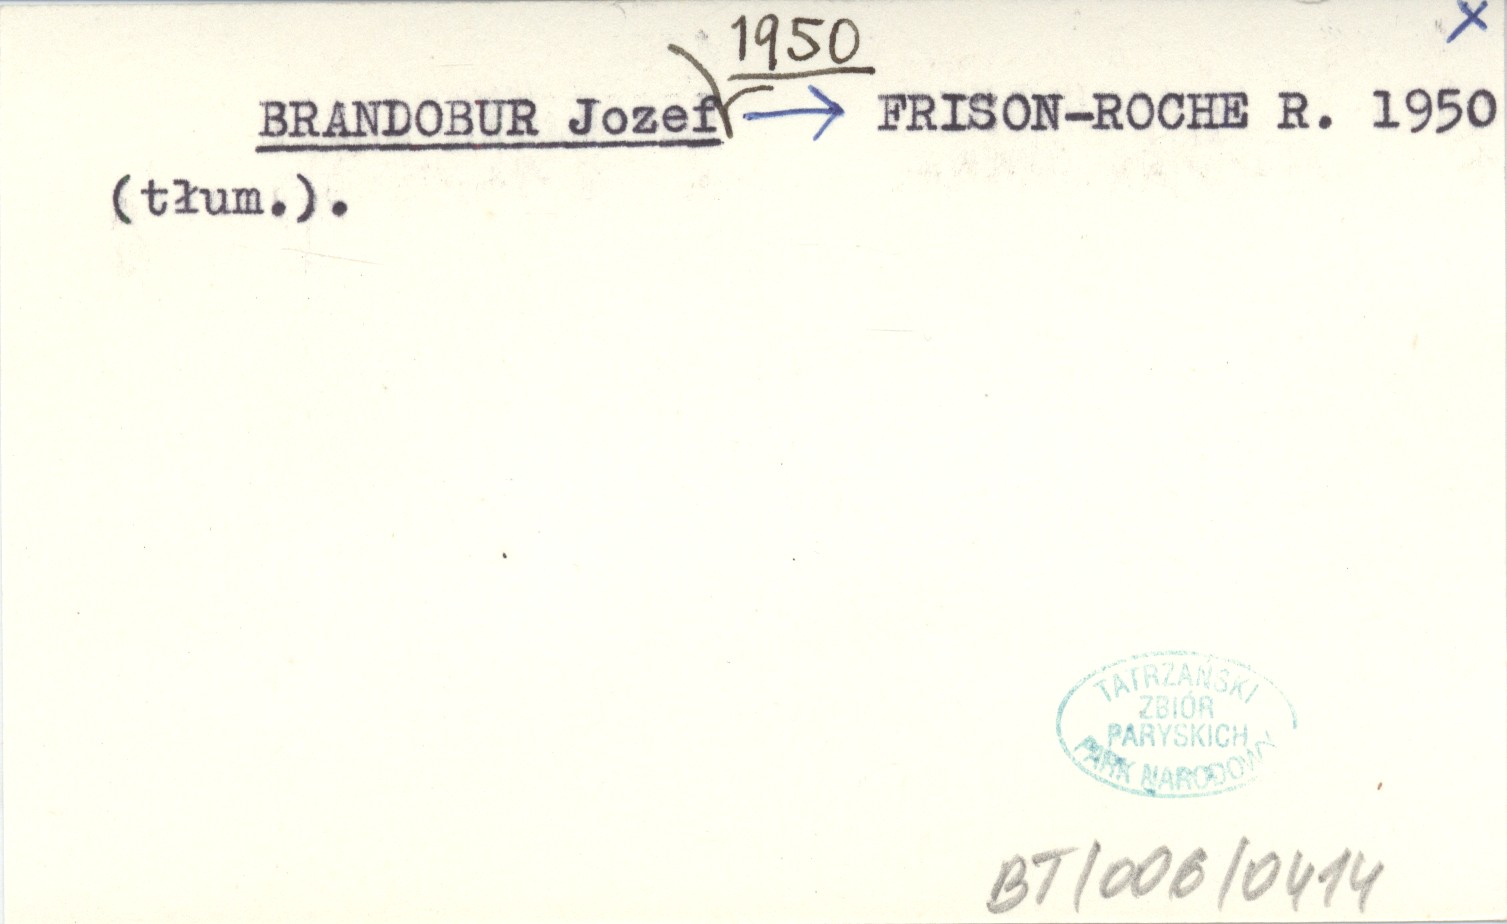 1950
x
BRANDOBUR Jozef → FRISON-ROCHE R. 1950
(tłum.).
TATRZAŃSKI
ZBIÓR
PARYSKICH
PARK NARODOWY
BT/006/0414